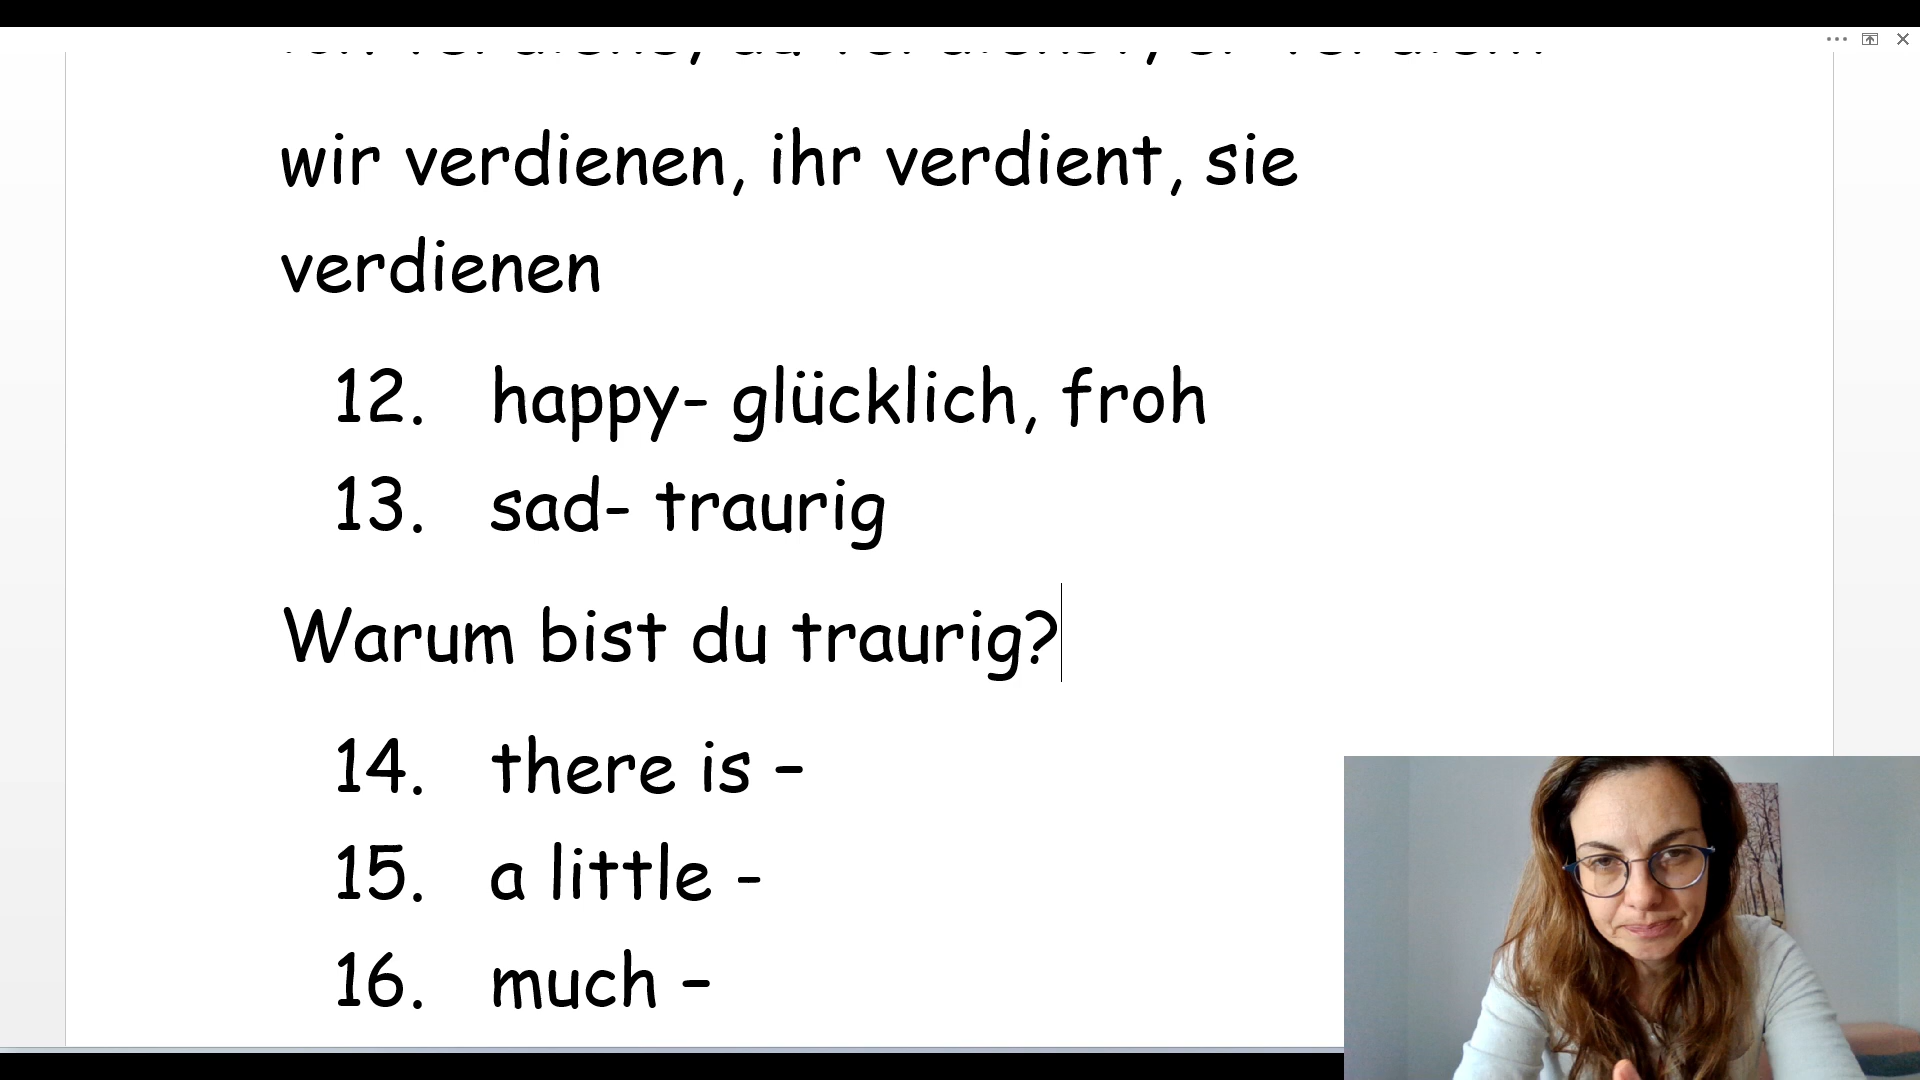 wir verdienen, ihr verdient, sie
verdienen
12. happy- glücklich, froh
13. sad- traurig
Warum bist du traurig?
14. there is –
15. a little -
16. much –